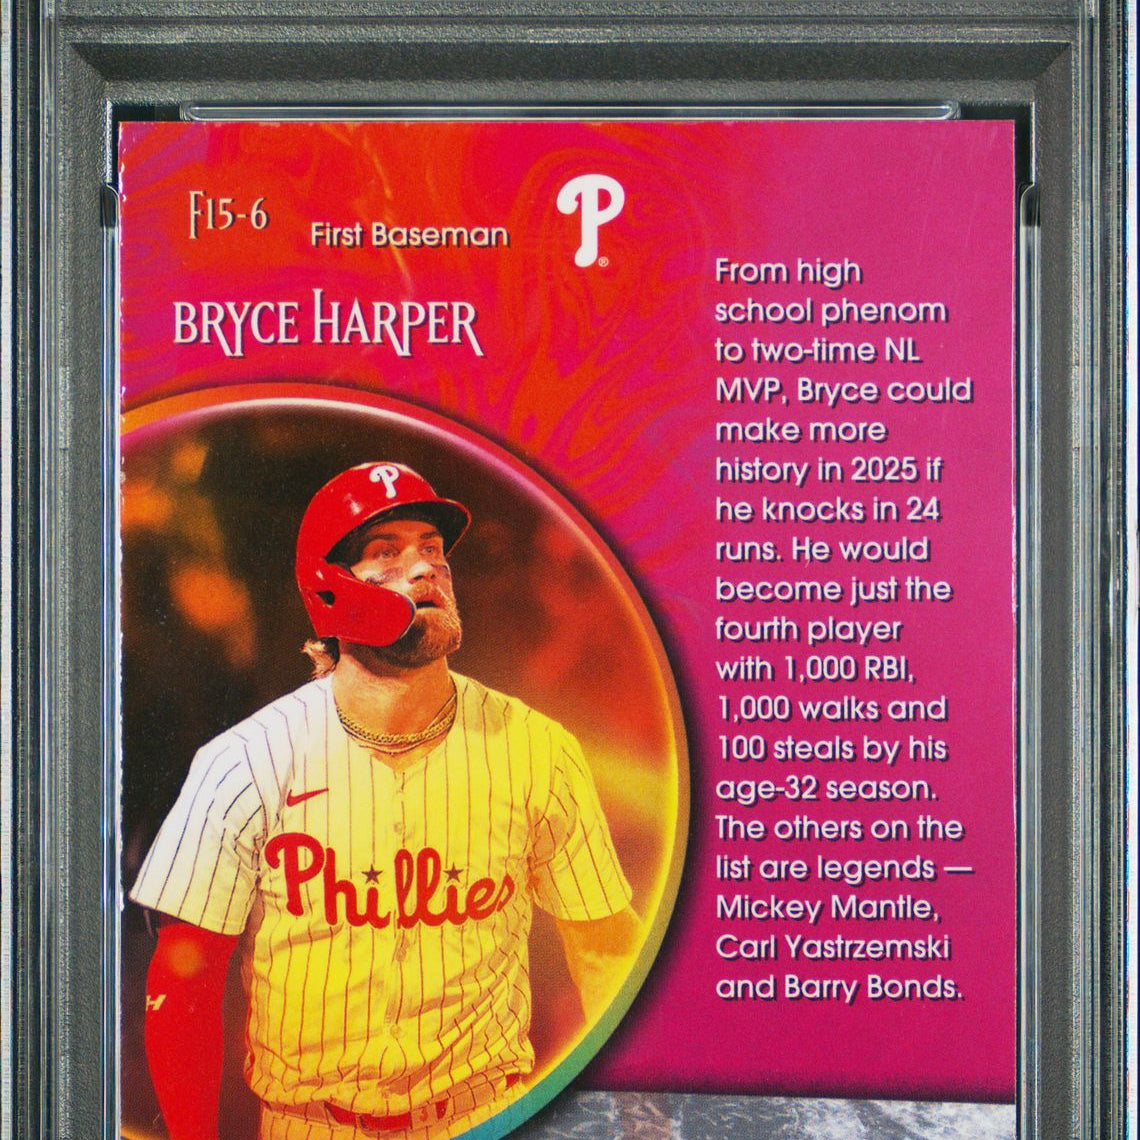 F15-6
First Baseman
P
®
BRYCE HARPER
From high
school phenom
to two-time NL
MVP, Bryce could
make more
history in 2025 if
he knocks in 24
runs. He would
become just the
fourth player
with 1,000 RBI,
1,000 walks and
100 steals by his
age-32 season.
The others on the
list are legends —
Mickey Mantle,
Carl Yastrzemski
and Barry Bonds.
P
Phillies